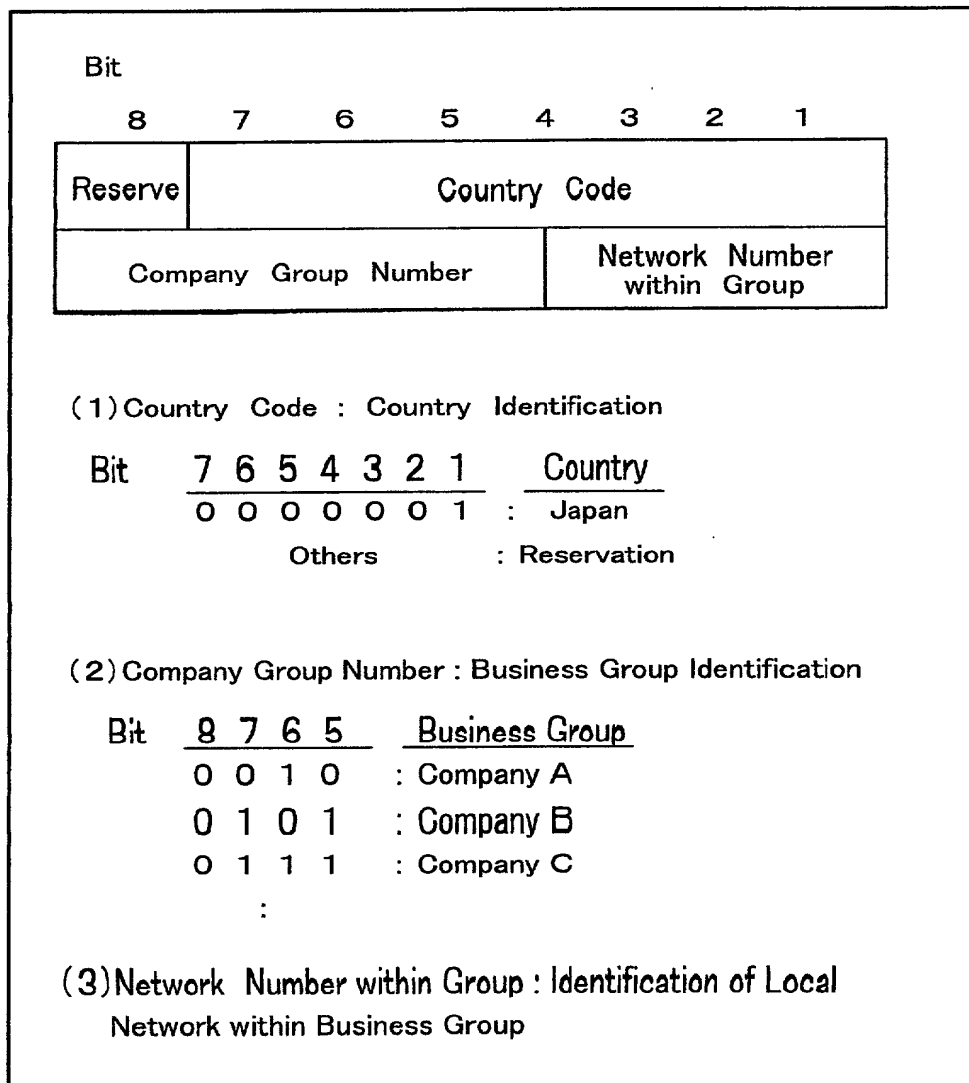 Bit
8 7 6 5 4 3 2 1
Reserve Country Code
Company Group Number Network Number
within Group
(1)Country Code : Country Identification
Bit 7 6 5 4 3 2 1 Country
0 0 0 0 0 0 1 : Japan
Others : Reservation
(2)Company Group Number : Business Group Identification
Bit 8 7 6 5 Business Group
0 0 1 0 : Company A
0 1 0 1 : Company B
0 1 1 1 : Company C
:
(3)Network Number within Group : Identification of Local
Network within Business Group